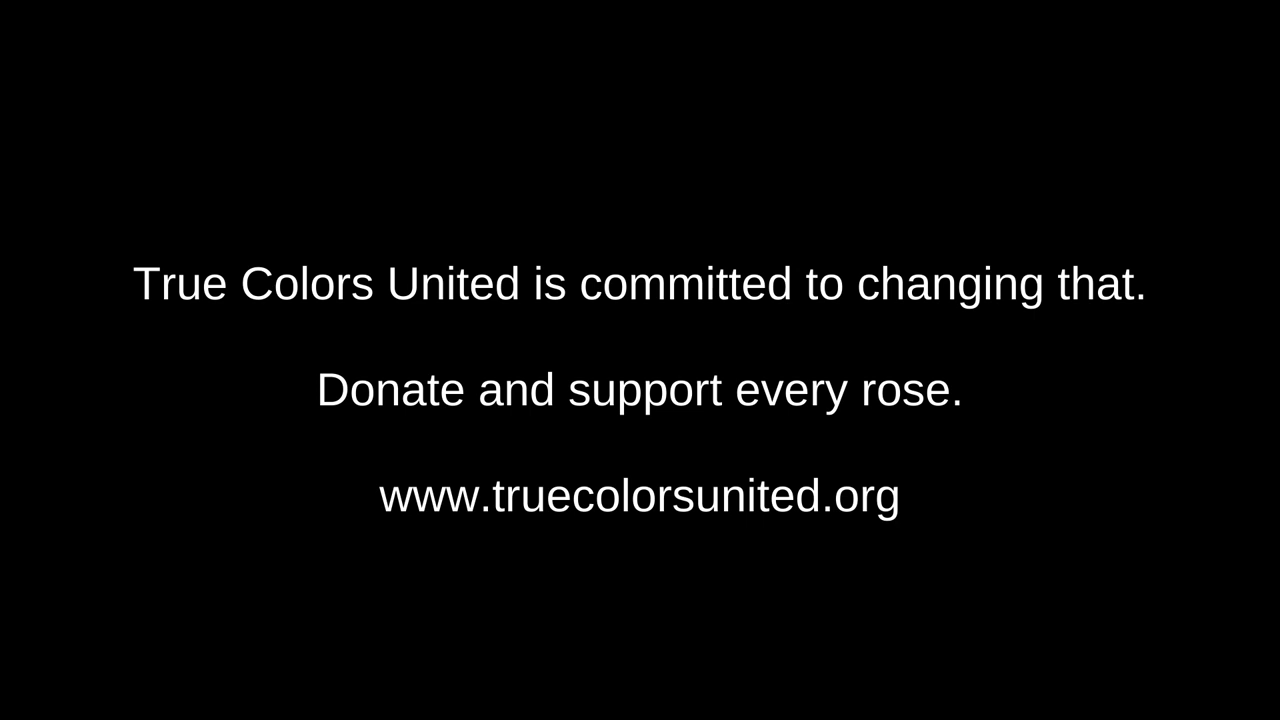 True Colors United is committed to changing that.
Donate and support every rose.
www.truecolorsunited.org